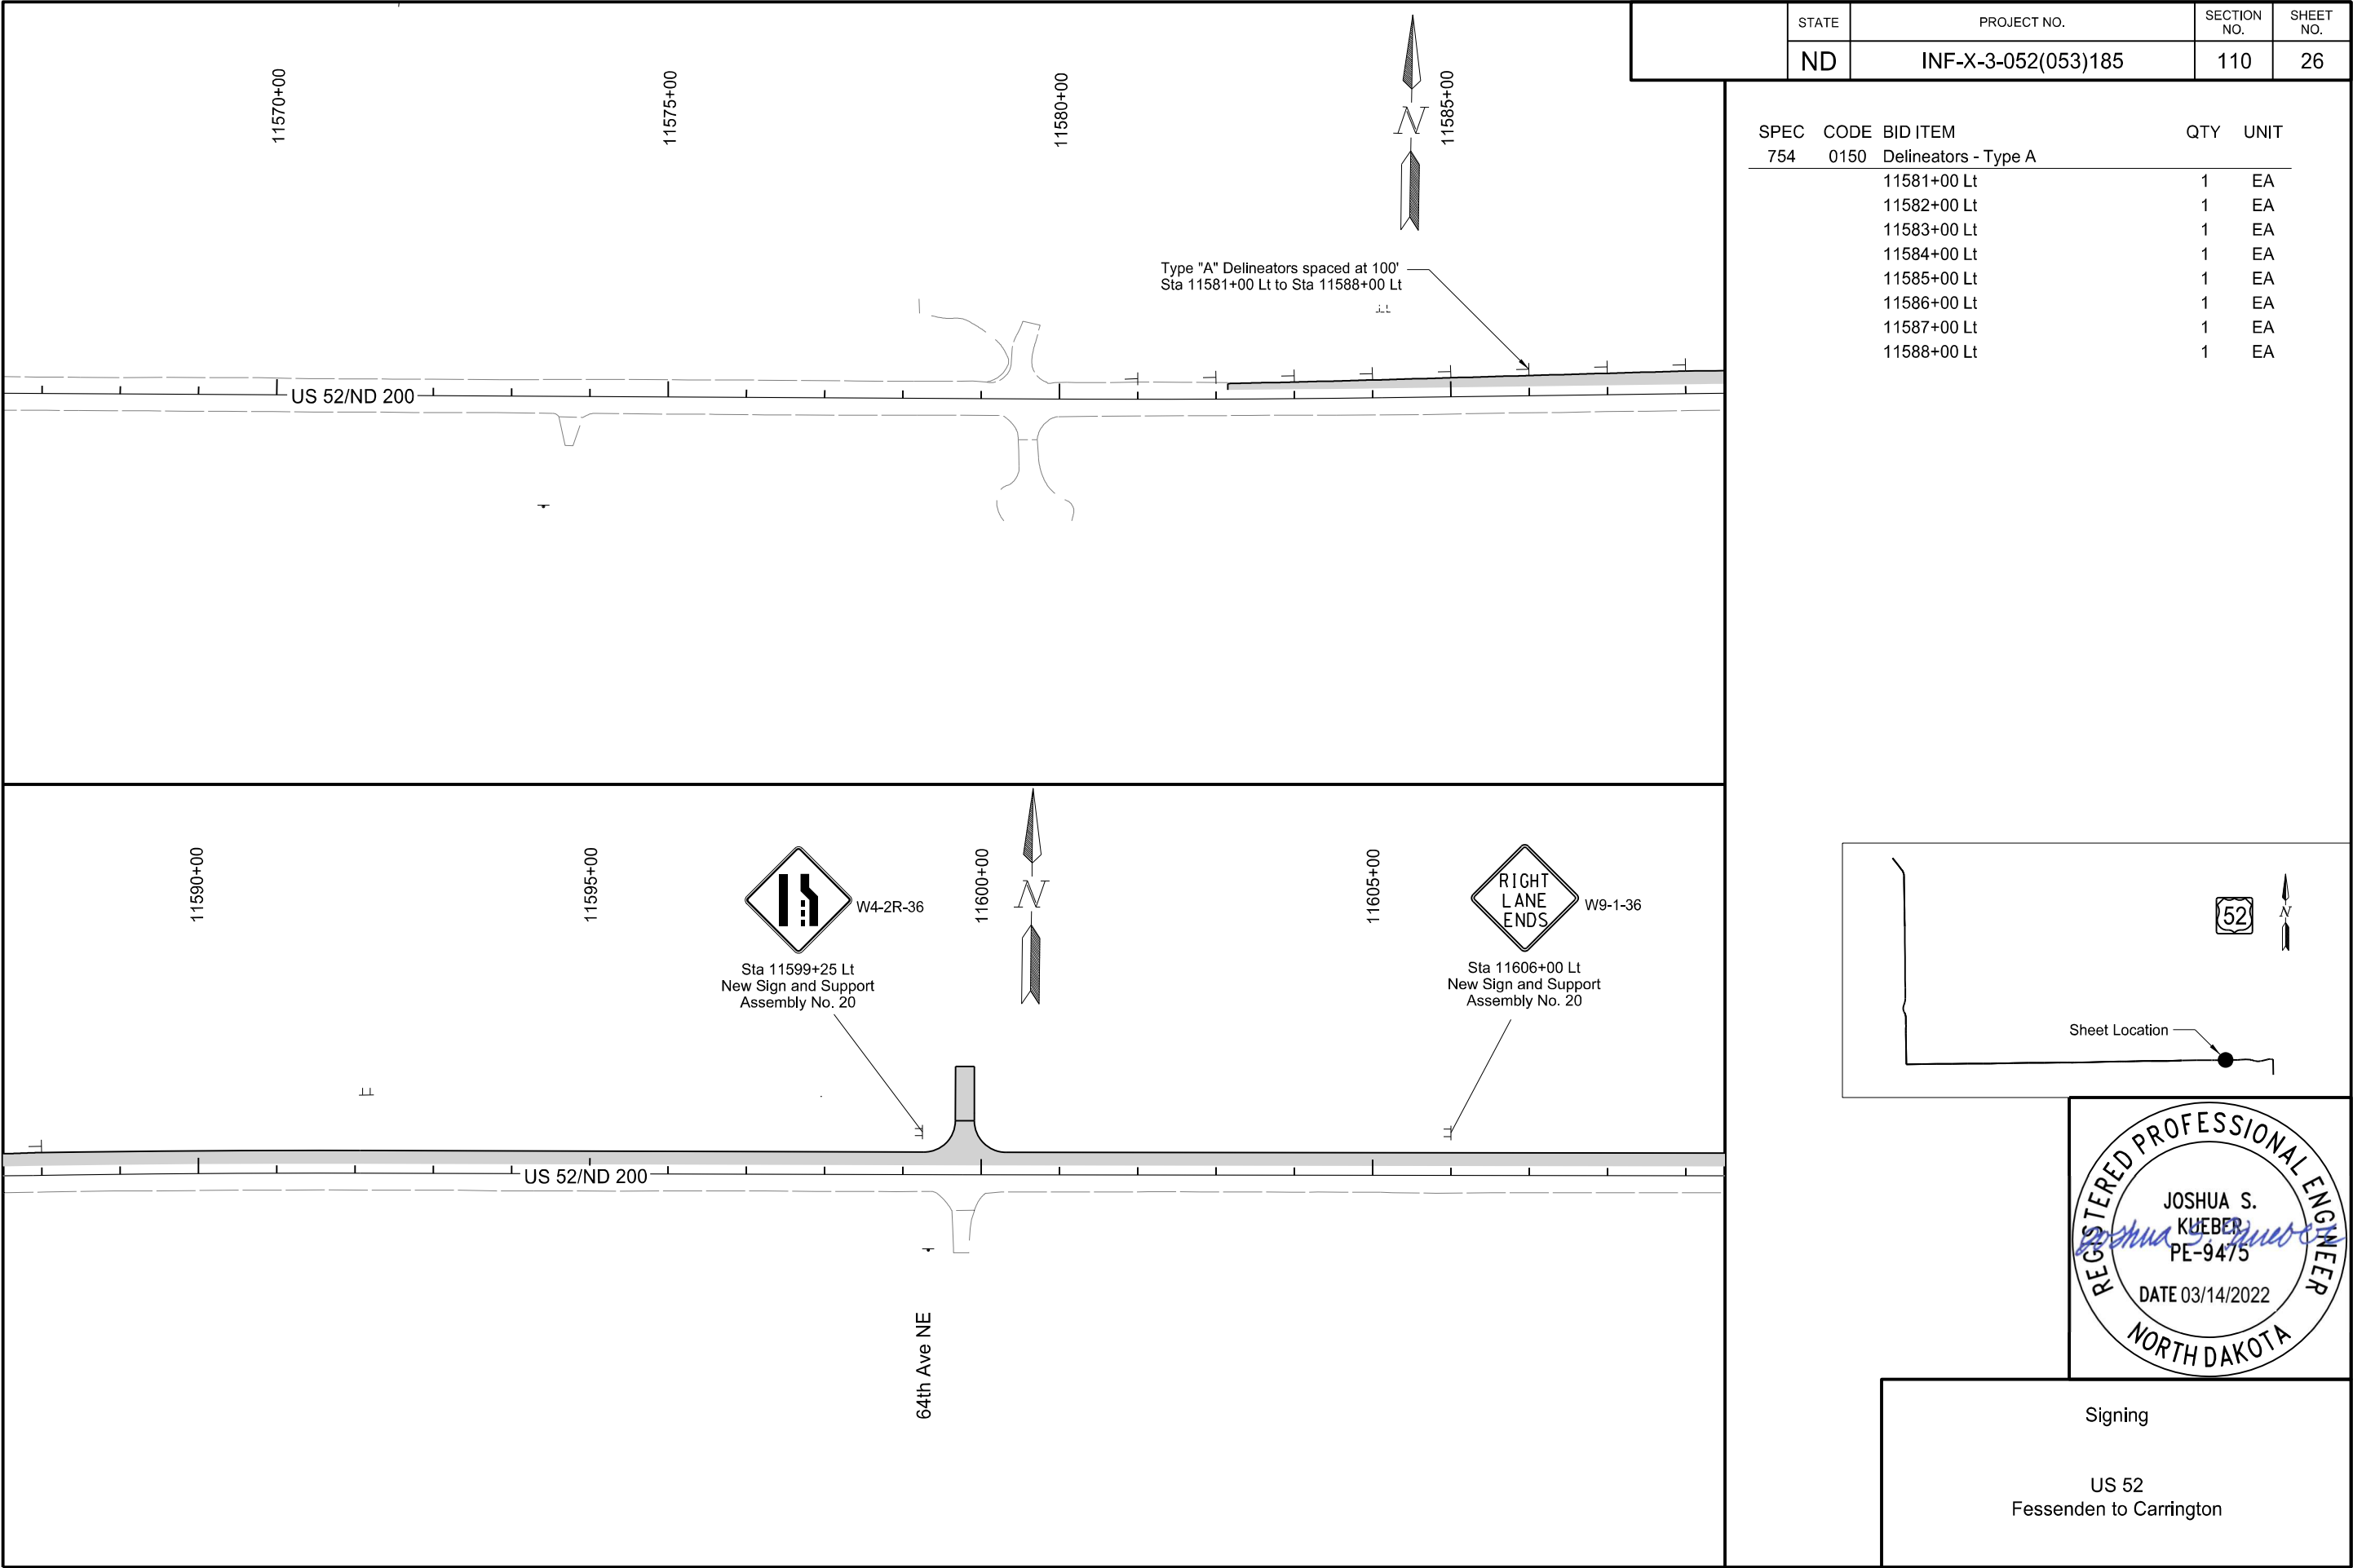 STATE PROJECT NO. SECTION NO. SHEET NO.
ND INF-X-3-052(053)185 110 26
11570+00
11575+00
11580+00
11585+00
N
Type "A" Delineators spaced at 100'
Sta 11581+00 Lt to Sta 11588+00 Lt
US 52/ND 200
SPEC CODE BID ITEM QTY UNIT
754 0150 Delineators - Type A
11581+00 Lt 1 EA
11582+00 Lt 1 EA
11583+00 Lt 1 EA
11584+00 Lt 1 EA
11585+00 Lt 1 EA
11586+00 Lt 1 EA
11587+00 Lt 1 EA
11588+00 Lt 1 EA
11590+00
11595+00
11600+00
11605+00
N
W4-2R-36
Sta 11599+25 Lt
New Sign and Support
Assembly No. 20
RIGHT
LANE
ENDS
W9-1-36
Sta 11606+00 Lt
New Sign and Support
Assembly No. 20
US 52/ND 200
64th Ave NE
52
N
Sheet Location
REGISTERED PROFESSIONAL ENGINEER
JOSHUA S.
KUEBER
Joshua S. Kueber
PE-9475
DATE 03/14/2022
NORTH DAKOTA
Signing
US 52
Fessenden to Carrington